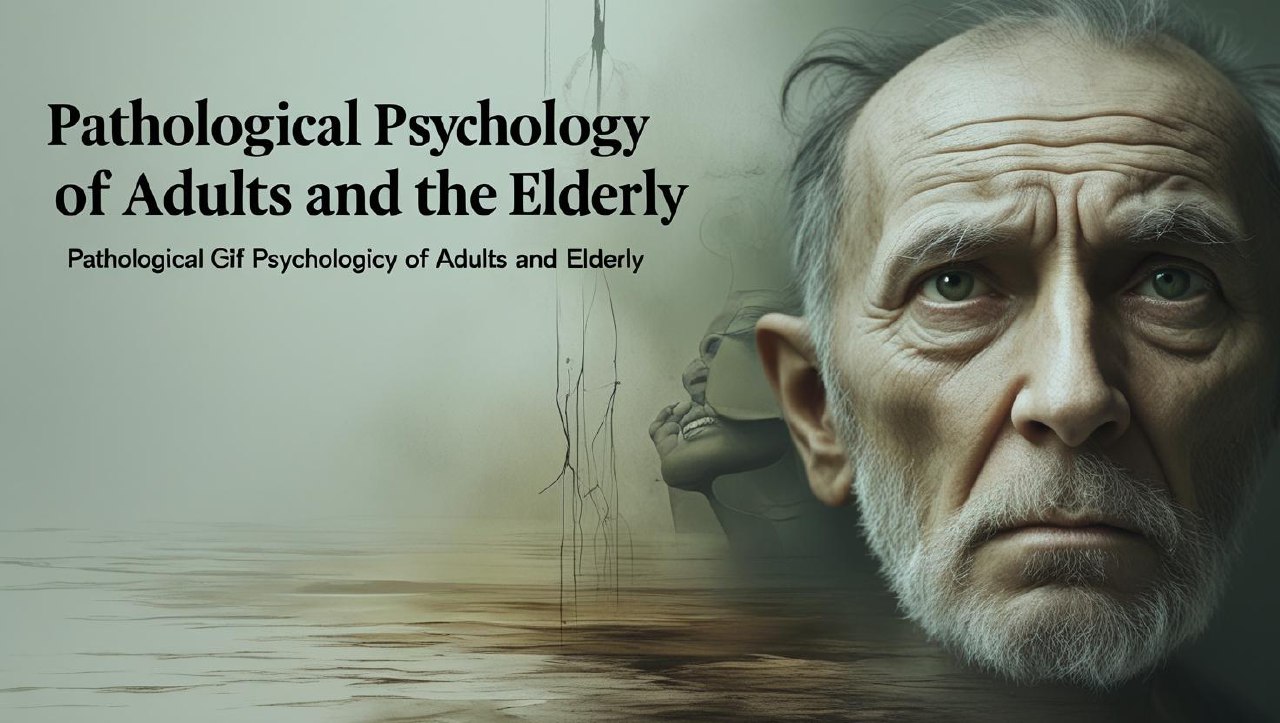 Pathological Psychology
of Adults and the Elderly
Pathological Gif Psychologicy of Adults and Elderly